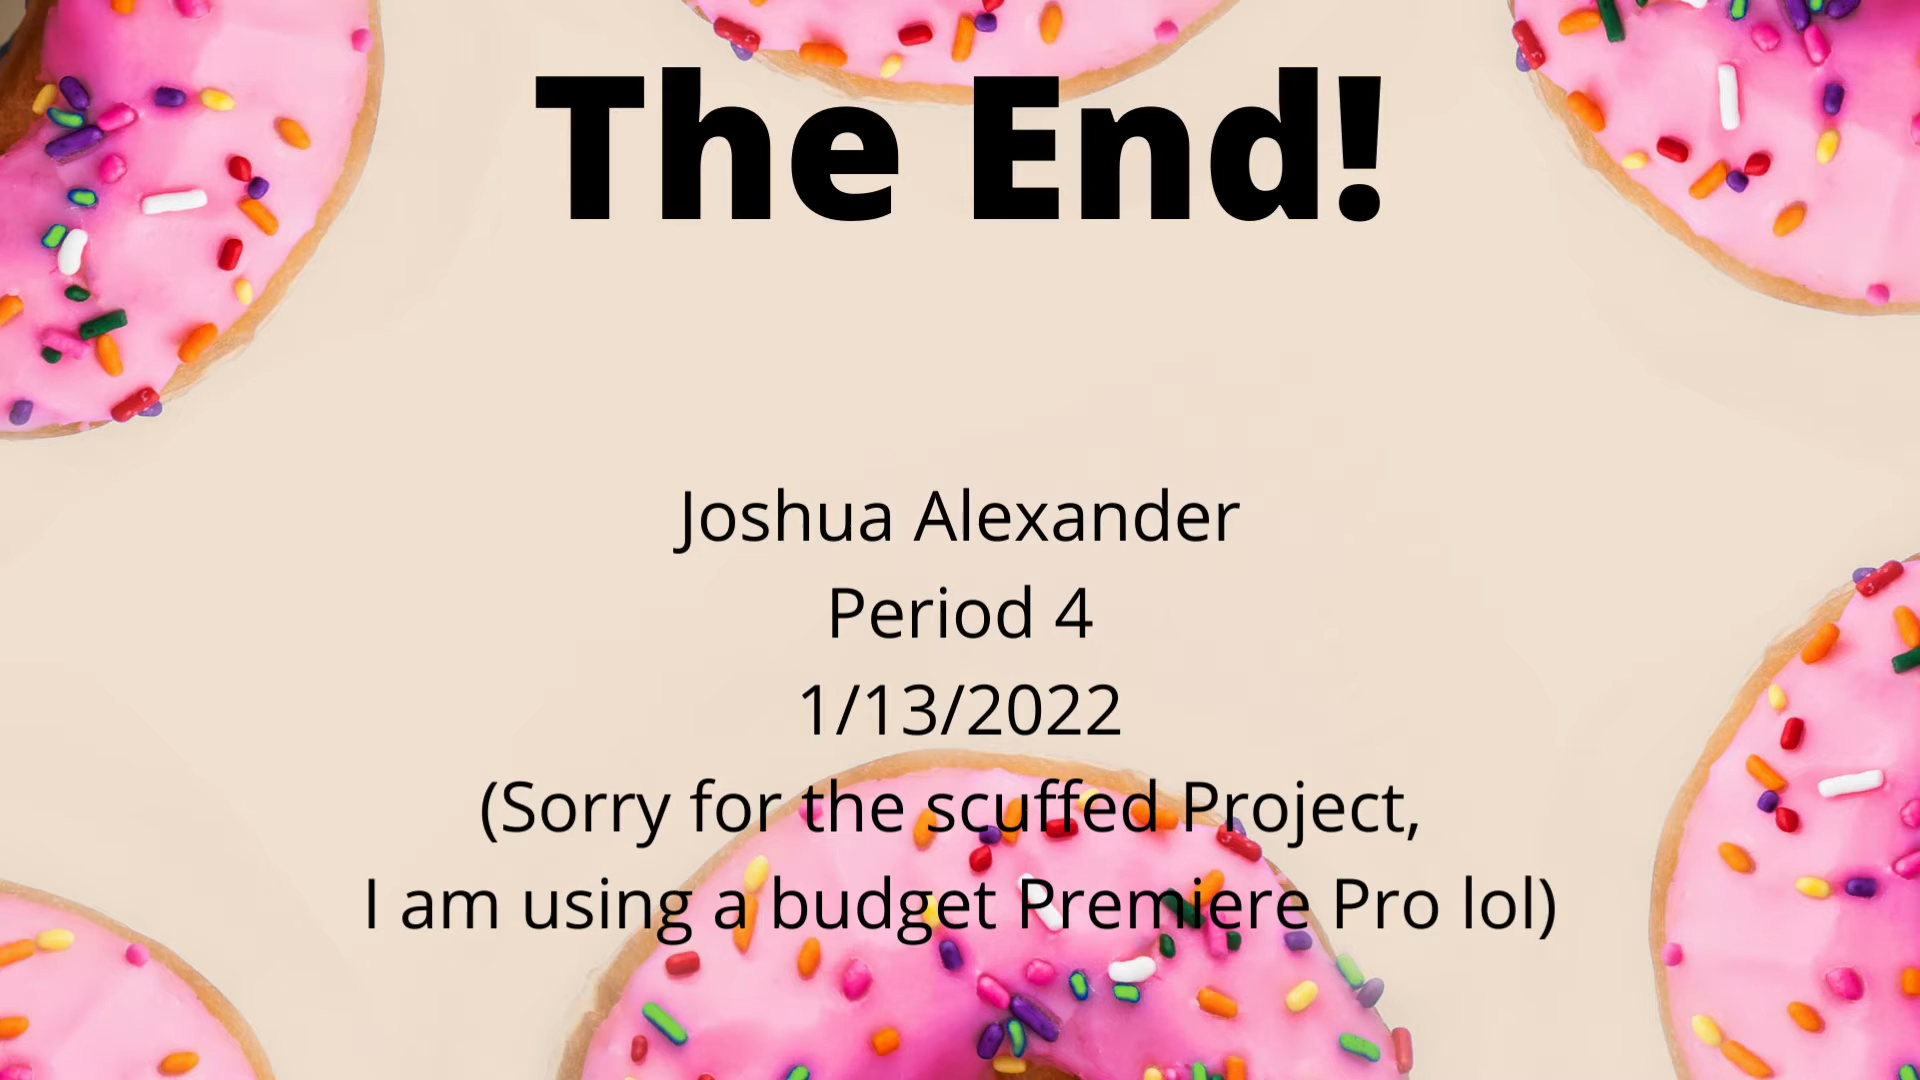 The End!
Joshua Alexander
Period 4
1/13/2022
(Sorry for the scuffed Project,
I am using a budget Premiere Pro lol)